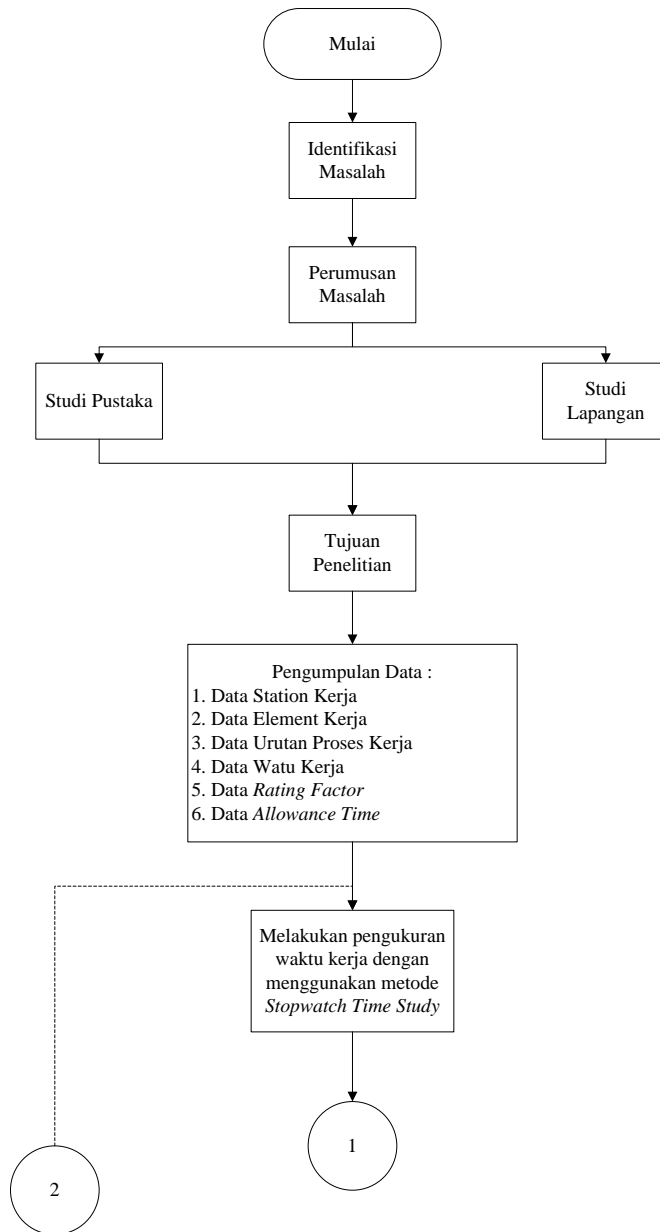 Mulai
Identifikasi
Masalah
Perumusan
Masalah
Studi Pustaka
Studi
Lapangan
Tujuan
Penelitian
Pengumpulan Data :
1. Data Station Kerja
2. Data Element Kerja
3. Data Urutan Proses Kerja
4. Data Watu Kerja
5. Data Rating Factor
6. Data Allowance Time
Melakukan pengukuran
waktu kerja dengan
menggunakan metode
Stopwatch Time Study
1
2